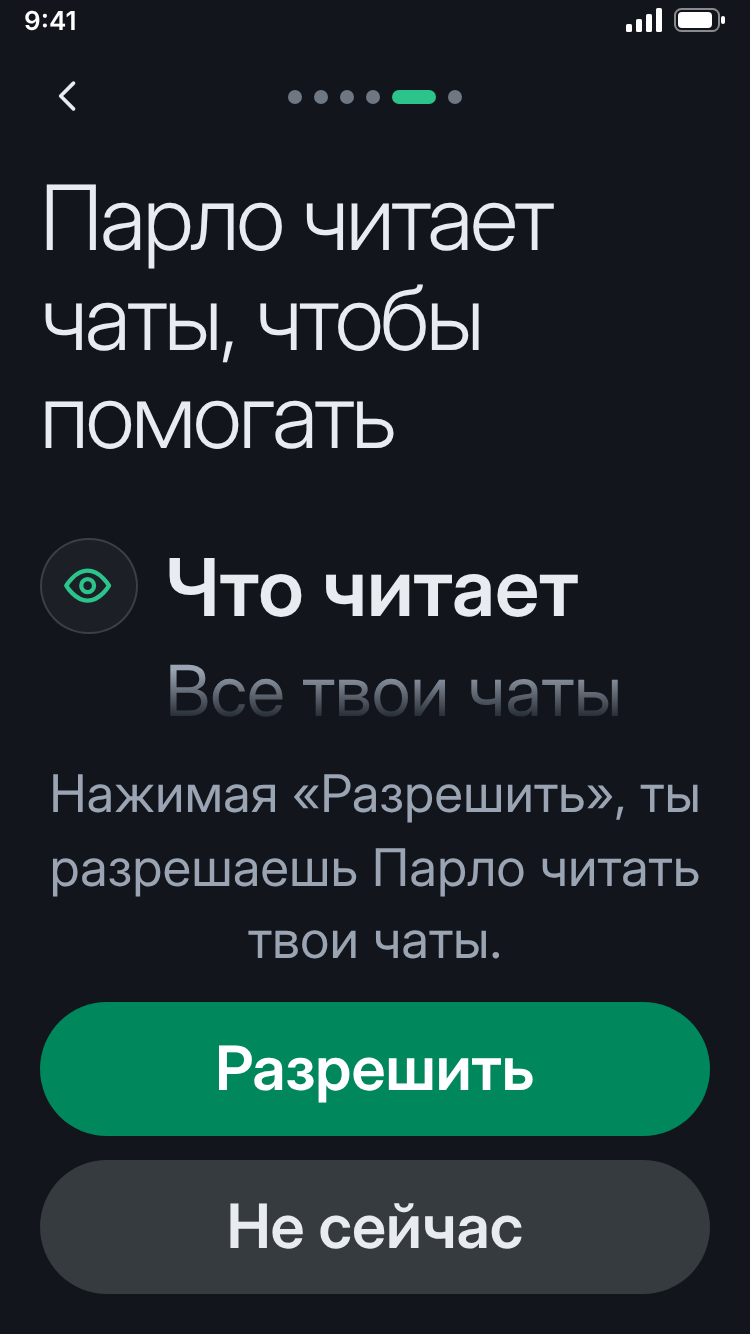 9:41
Парло читает
чаты, чтобы
помогать
Что читает
Все твои чаты
Нажимая «Разрешить», ты
разрешаешь Парло читать
твои чаты.
Разрешить
Не сейчас